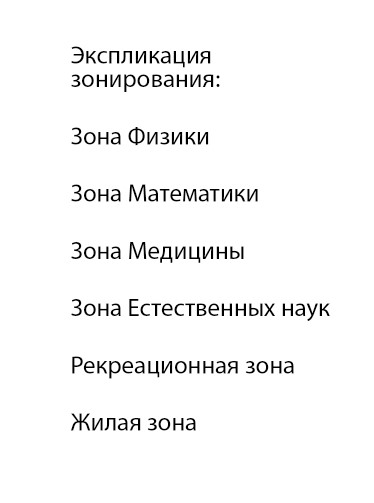 Экспликация
зонирования:
Зона Физики
Зона Математики
Зона Медицины
Зона Естественных наук
Рекреационная зона
Жилая зона